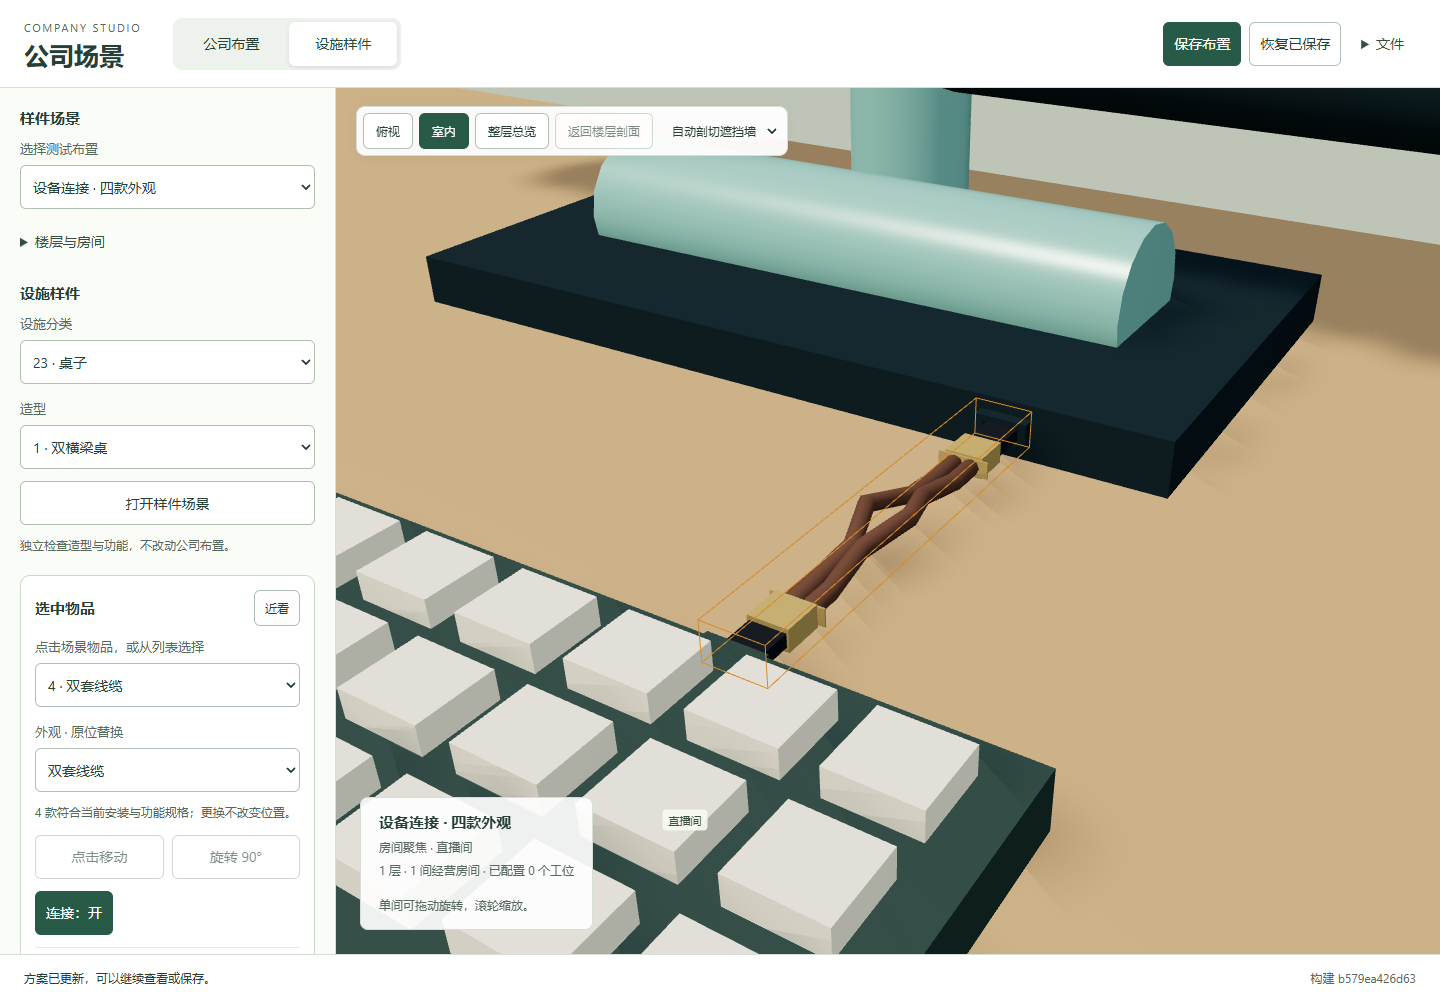 COMPANY STUDIO
公司场景
公司布置
设施样件
保存布置
恢复已保存
▶ 文件
样件场景
选择测试布置
设备连接 · 四款外观
▶ 楼层与房间
设施样件
设施分类
23 · 桌子
造型
1 · 双横梁桌
打开样件场景
独立检查造型与功能，不改动公司布置。
选中物品
近看
点击场景物品，或从列表选择
4 · 双套线缆
外观 · 原位替换
双套线缆
4 款符合当前安装与功能规格；更换不改变位置。
点击移动
旋转 90°
连接：开
俯视
室内
整层总览
返回楼层剖面
自动剖切遮挡墙
直播间
设备连接 · 四款外观
房间聚焦 · 直播间
1 层 · 1 间经营房间 · 已配置 0 个工位
单间可拖动旋转，滚轮缩放。
方案已更新，可以继续查看或保存。
构建 b579ea426d63